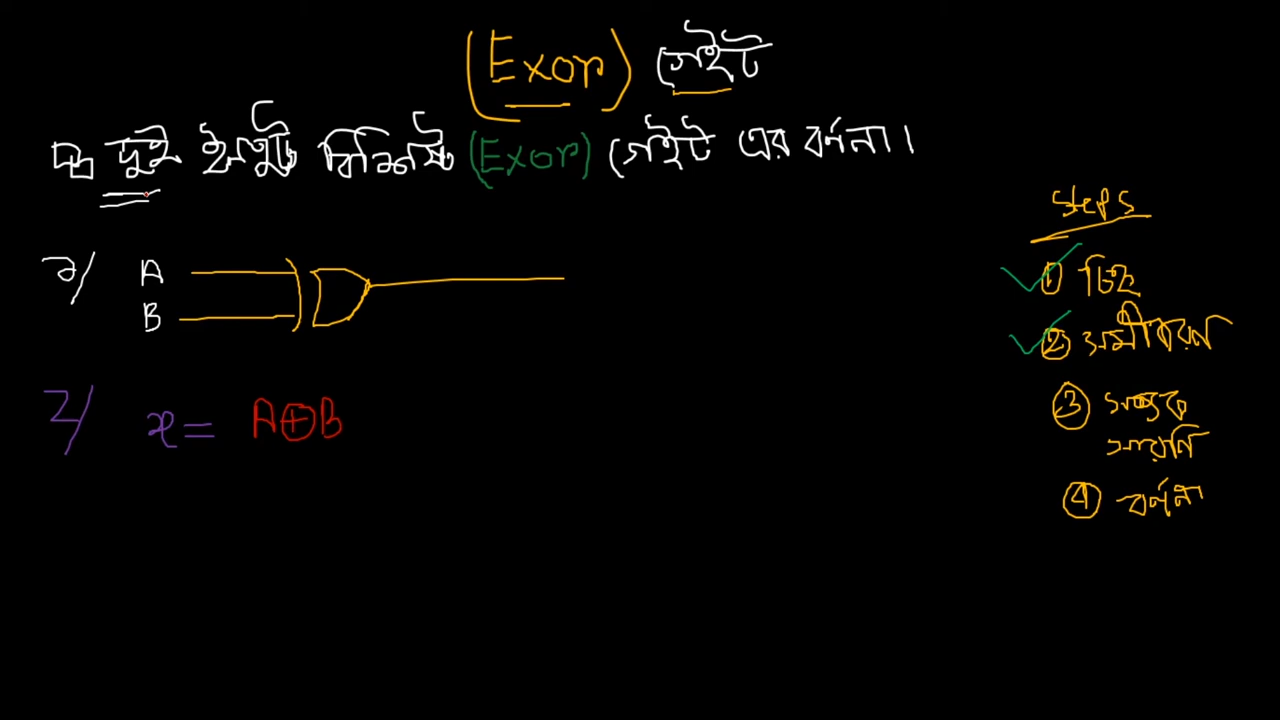 (Exor) গেইট
দুই ইনপুট বিশিষ্ট (Exor) গেইট এর বর্ণনা।
১/ A
B
২/ x = A⊕B
Steps
① চিহ্ন
② সমীকরণ
③ সত্যক
সারণি
④ বর্ণনা